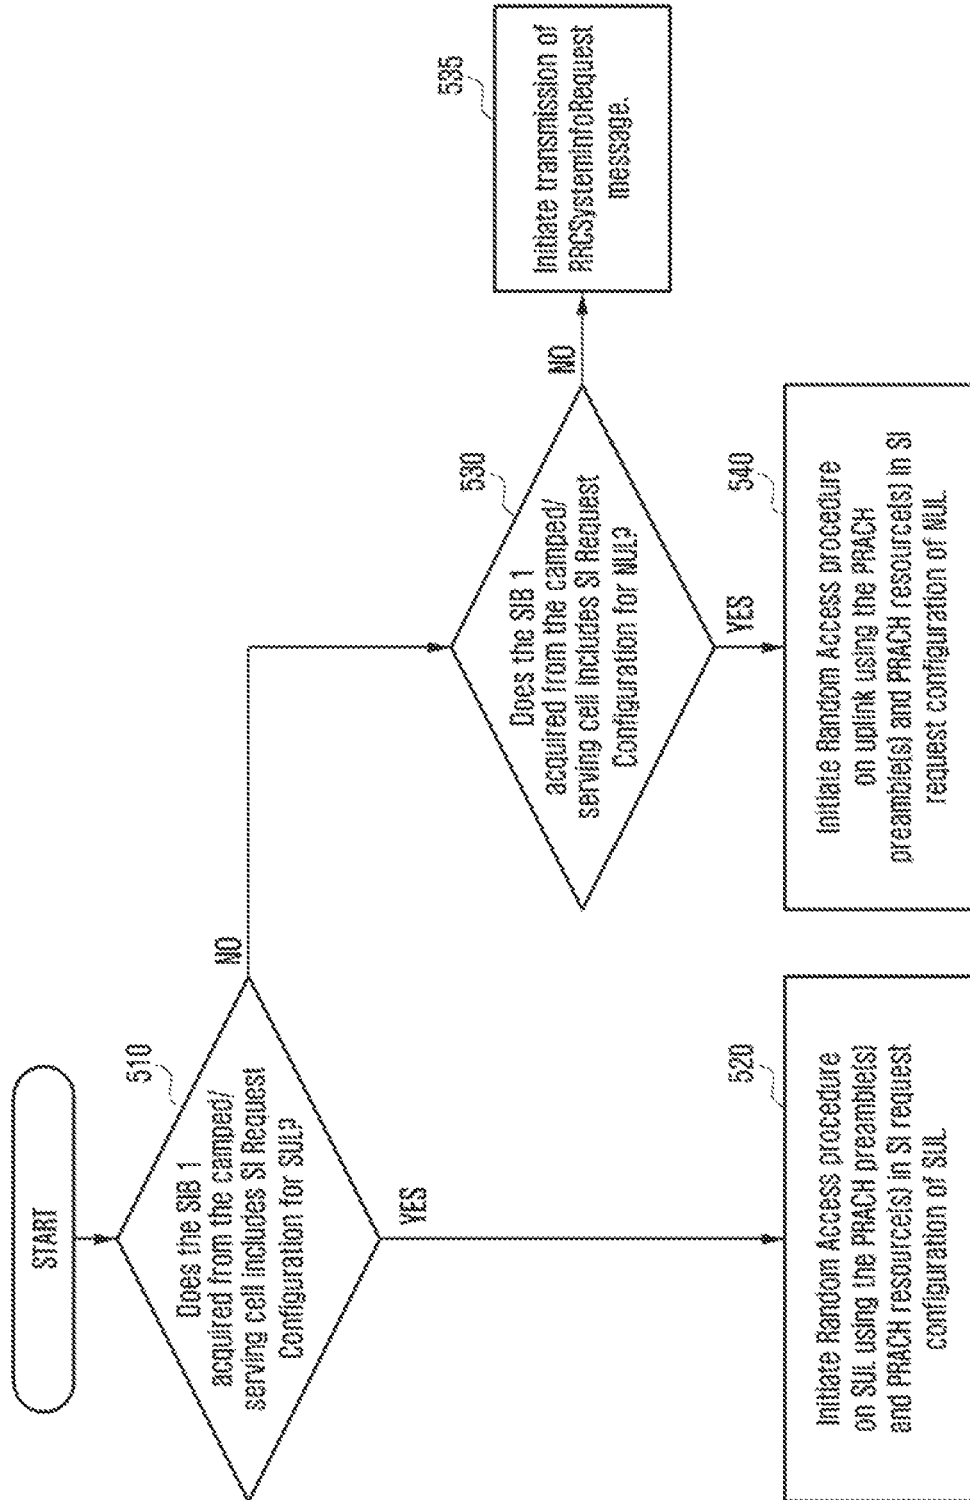 START
510
Does the SIB 1
acquired from the camped/
serving cell includes SI Request
Configuration for SUL?
NO
YES
520
Initiate Random Access procedure
on SUL using the PRACH preamble(s)
and PRACH resource(s) in SI request
configuration of SUL.
530
Does the SIB 1
acquired from the camped/
serving cell includes SI Request
Configuration for NUL?
NO
YES
535
Initiate transmission of
RRCSystemInfoRequest
message.
540
Initiate Random Access procedure
on uplink using the PRACH
preamble(s) and PRACH resource(s) in SI
request configuration of NUL.